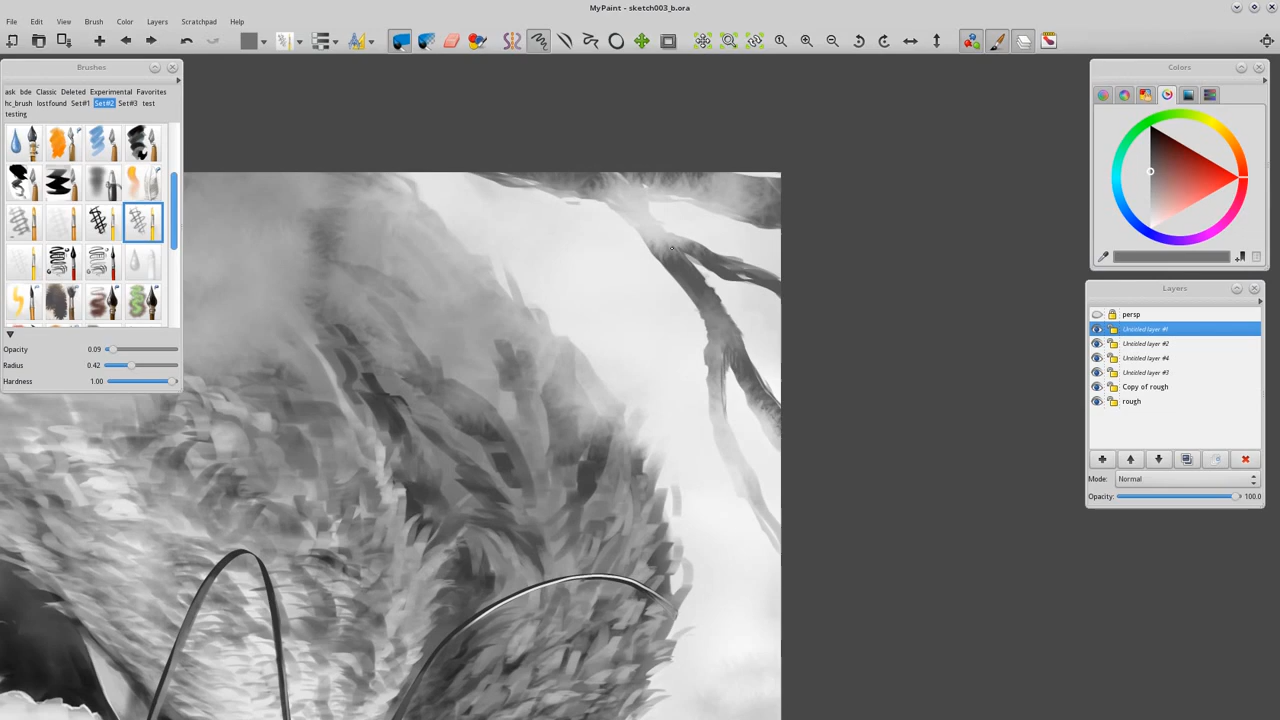 MyPaint - sketch003_b.ora
File Edit View Brush Color Layers Scratchpad Help
Brushes
ask bde Classic Deleted Experimental Favorites
hc_brush lostfound Set#1 Set#2 Set#3 test
testing
Opacity 0.09
Radius 0.42
Hardness 1.00
Colors
Layers
persp
Untitled layer #1
Untitled layer #2
Untitled layer #4
Untitled layer #3
Copy of rough
rough
Mode: Normal
Opacity: 100.0